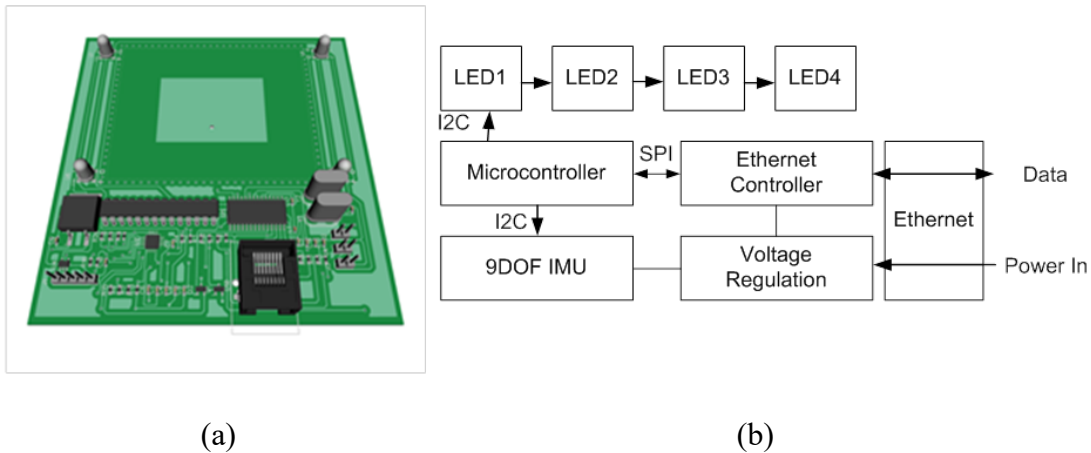 LED1
LED2
LED3
LED4
I2C
Microcontroller
SPI
Ethernet
Controller
Ethernet
Data
I2C
9DOF IMU
Voltage
Regulation
Power In
(a)
(b)